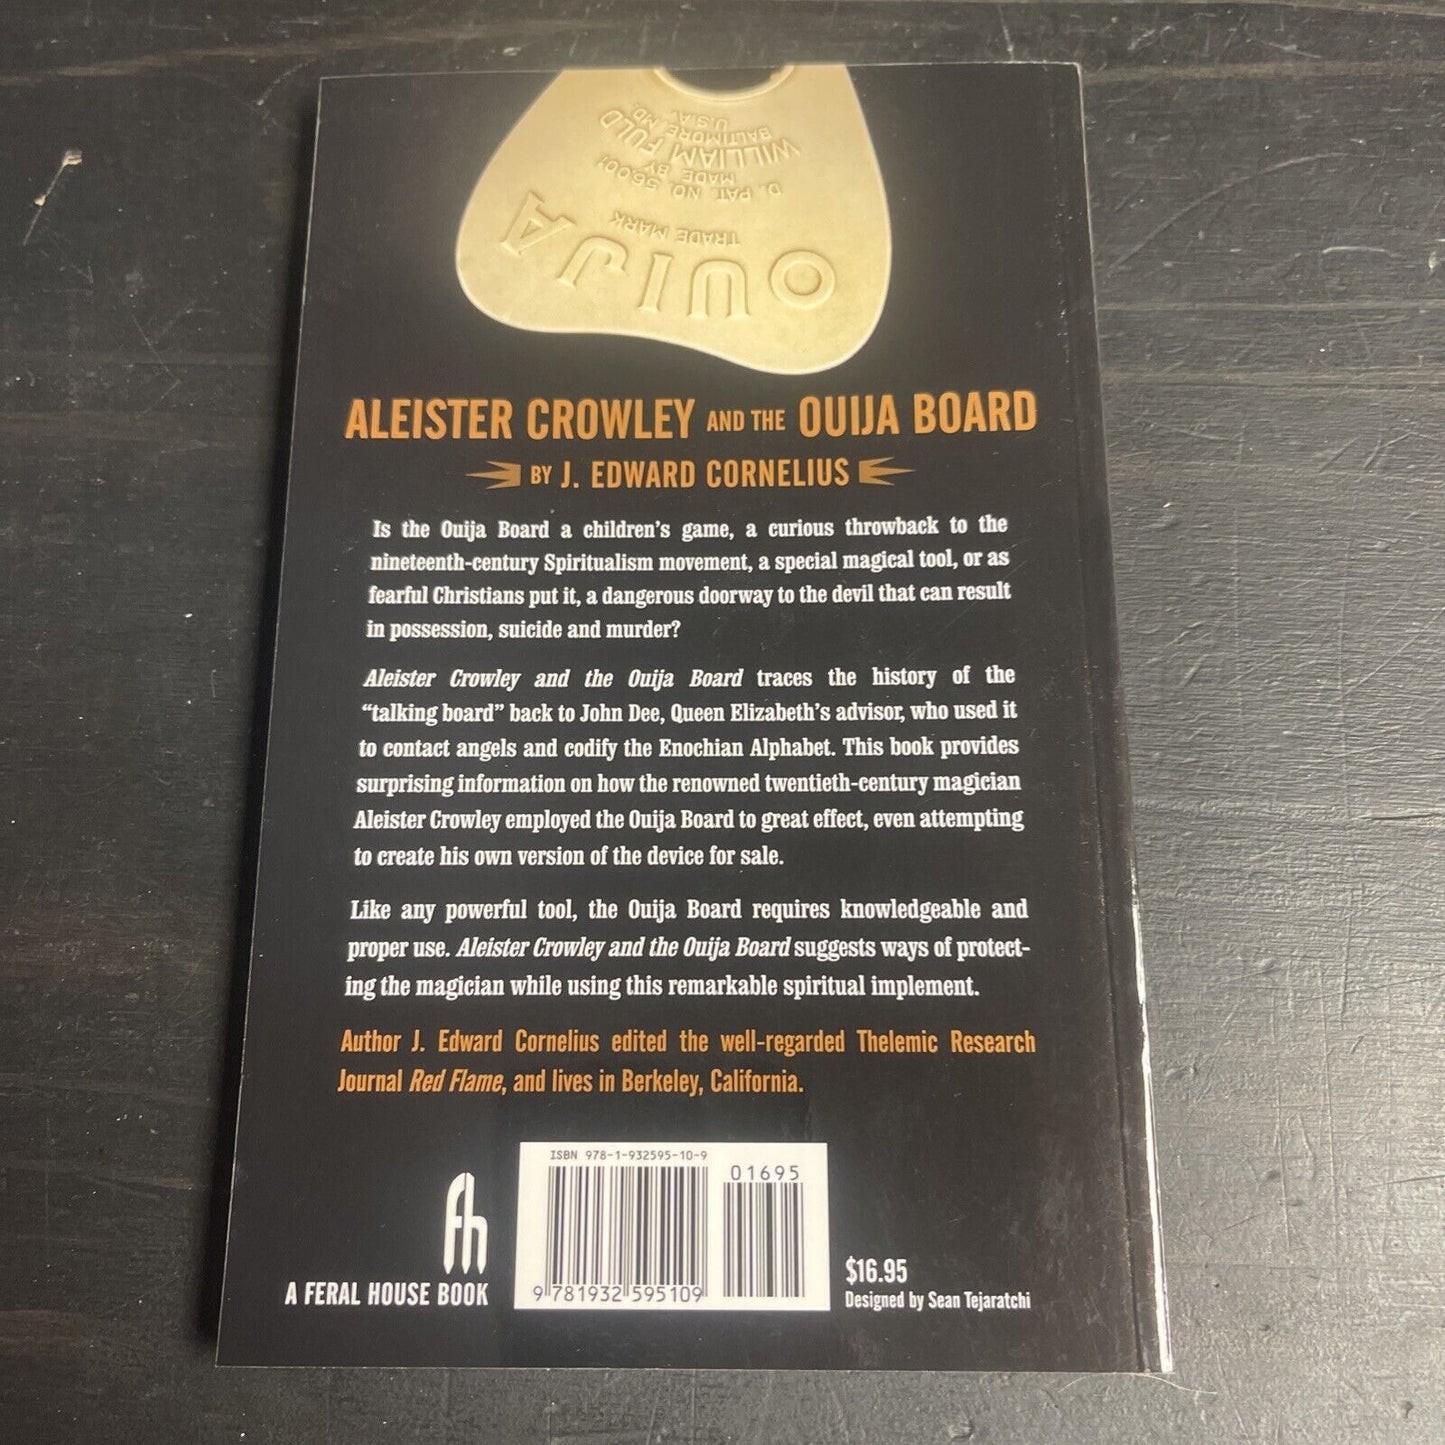 OUIJA
TRADE MARK
D. PAT. NO. 56001
MADE BY
WILLIAM FULD
BALTIMORE, MD.
U.S.A.
ALEISTER CROWLEY AND THE OUIJA BOARD
BY J. EDWARD CORNELIUS
Is the Ouija Board a children's game, a curious throwback to the
nineteenth-century Spiritualism movement, a special magical tool, or as
fearful Christians put it, a dangerous doorway to the devil that can result
in possession, suicide and murder?
Aleister Crowley and the Ouija Board traces the history of the
“talking board” back to John Dee, Queen Elizabeth's advisor, who used it
to contact angels and codify the Enochian Alphabet. This book provides
surprising information on how the renowned twentieth-century magician
Aleister Crowley employed the Ouija Board to great effect, even attempting
to create his own version of the device for sale.
Like any powerful tool, the Ouija Board requires knowledgeable and
proper use. Aleister Crowley and the Ouija Board suggests ways of protect-
ing the magician while using this remarkable spiritual implement.
Author J. Edward Cornelius edited the well-regarded Thelemic Research
Journal Red Flame, and lives in Berkeley, California.
fh
A FERAL HOUSE BOOK
ISBN 978-1-932595-10-9
01695
9 781932 595109
$16.95
Designed by Sean Tejaratchi